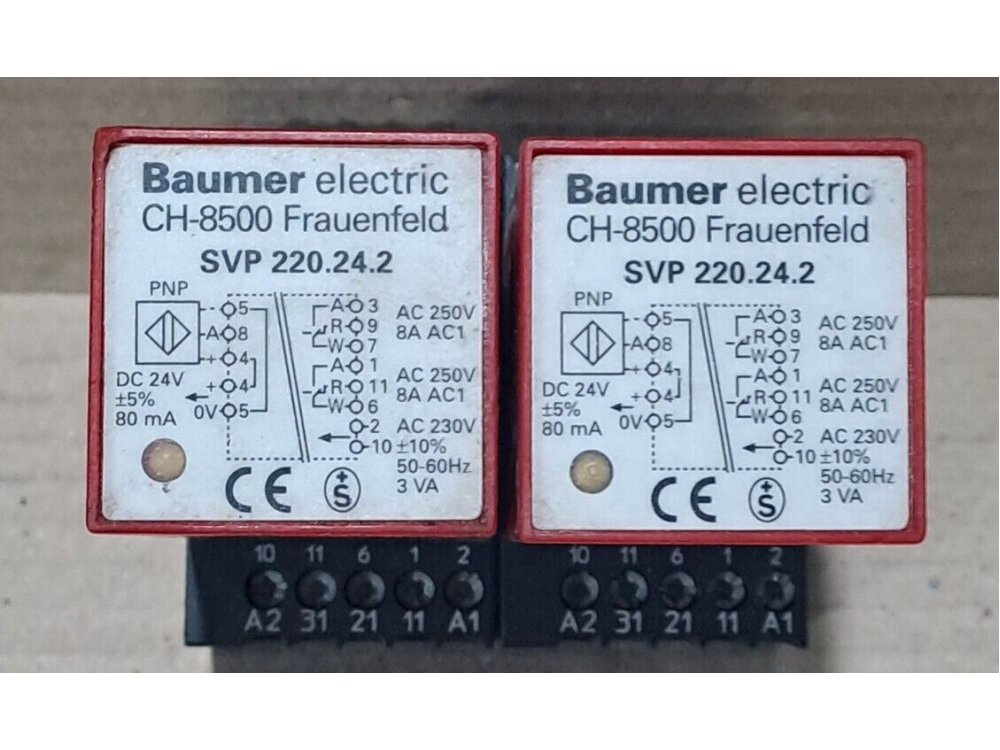 Baumer electric
CH-8500 Frauenfeld
SVP 220.24.2
PNP
5 A 3 AC 250V
A 8 R 9 8A AC1
+ 4 W 7
DC 24V A 1 AC 250V
±5% + 4 R 11 8A AC1
80 mA 0V 5 W 6
2 AC 230V
10 ±10%
50-60Hz
3 VA
CE +S
10 11 6 1 2
A2 31 21 11 A1
Baumer electric
CH-8500 Frauenfeld
SVP 220.24.2
PNP
5 A 3 AC 250V
A 8 R 9 8A AC1
+ 4 W 7
DC 24V A 1 AC 250V
±5% + 4 R 11 8A AC1
80 mA 0V 5 W 6
2 AC 230V
10 ±10%
50-60Hz
3 VA
CE +S
10 11 6 1 2
A2 31 21 11 A1